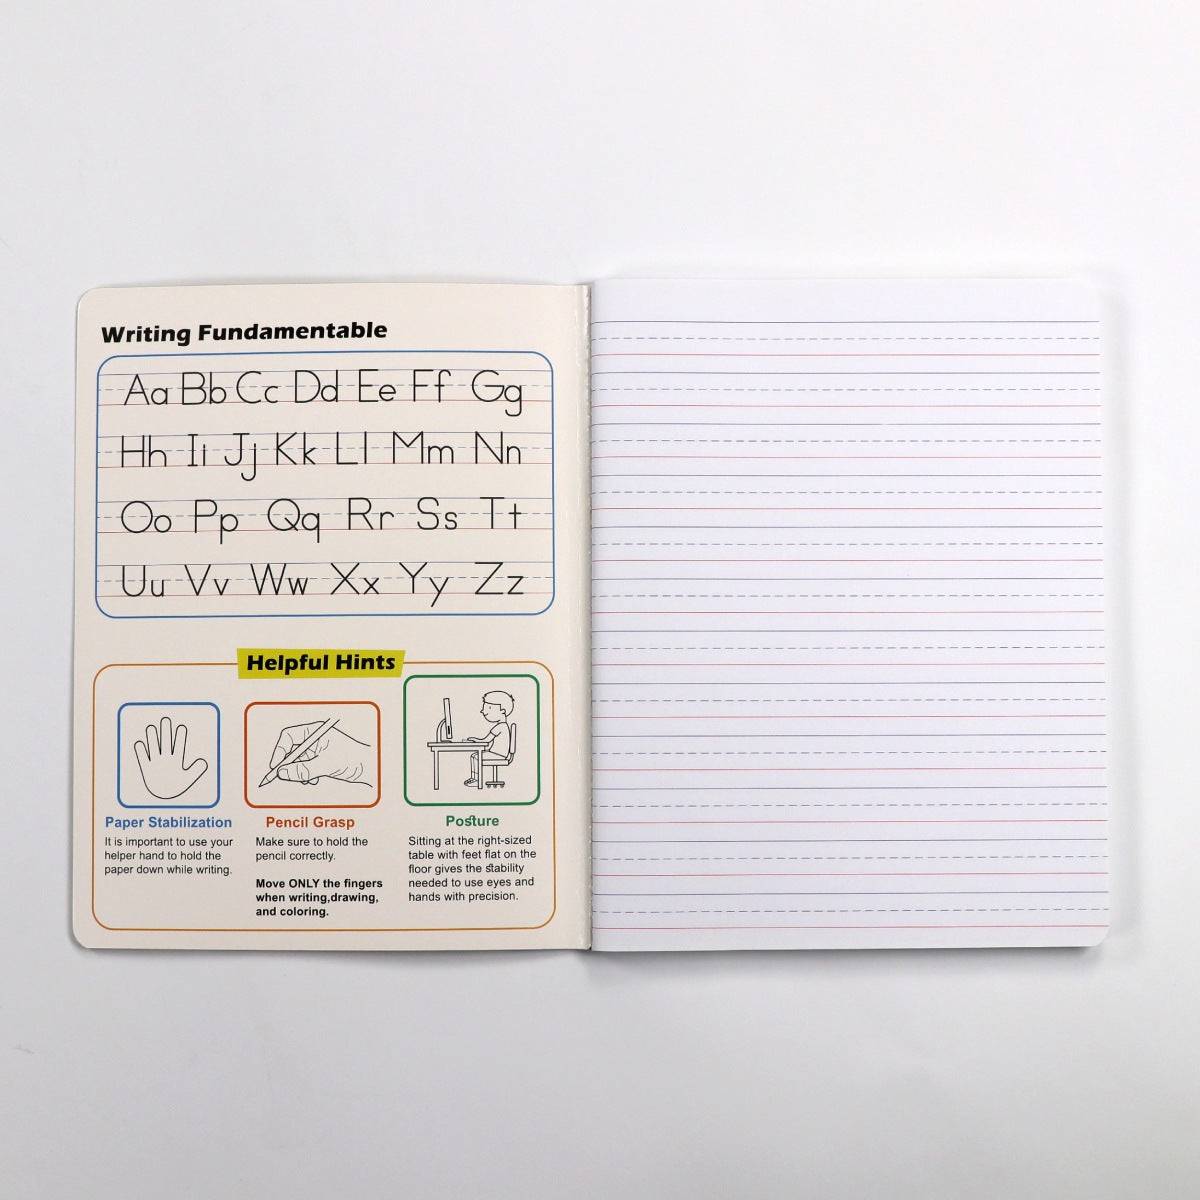 Writing Fundamentable
Aa Bb Cc Dd Ee Ff Gg
Hh Ii Jj Kk Ll Mm Nn
Oo Pp Qq Rr Ss Tt
Uu Vv Ww Xx Yy Zz
Helpful Hints
Paper Stabilization
It is important to use your
helper hand to hold the
paper down while writing.
Pencil Grasp
Make sure to hold the
pencil correctly.
Move ONLY the fingers
when writing,drawing,
and coloring.
Posture
Sitting at the right-sized
table with feet flat on the
floor gives the stability
needed to use eyes and
hands with precision.